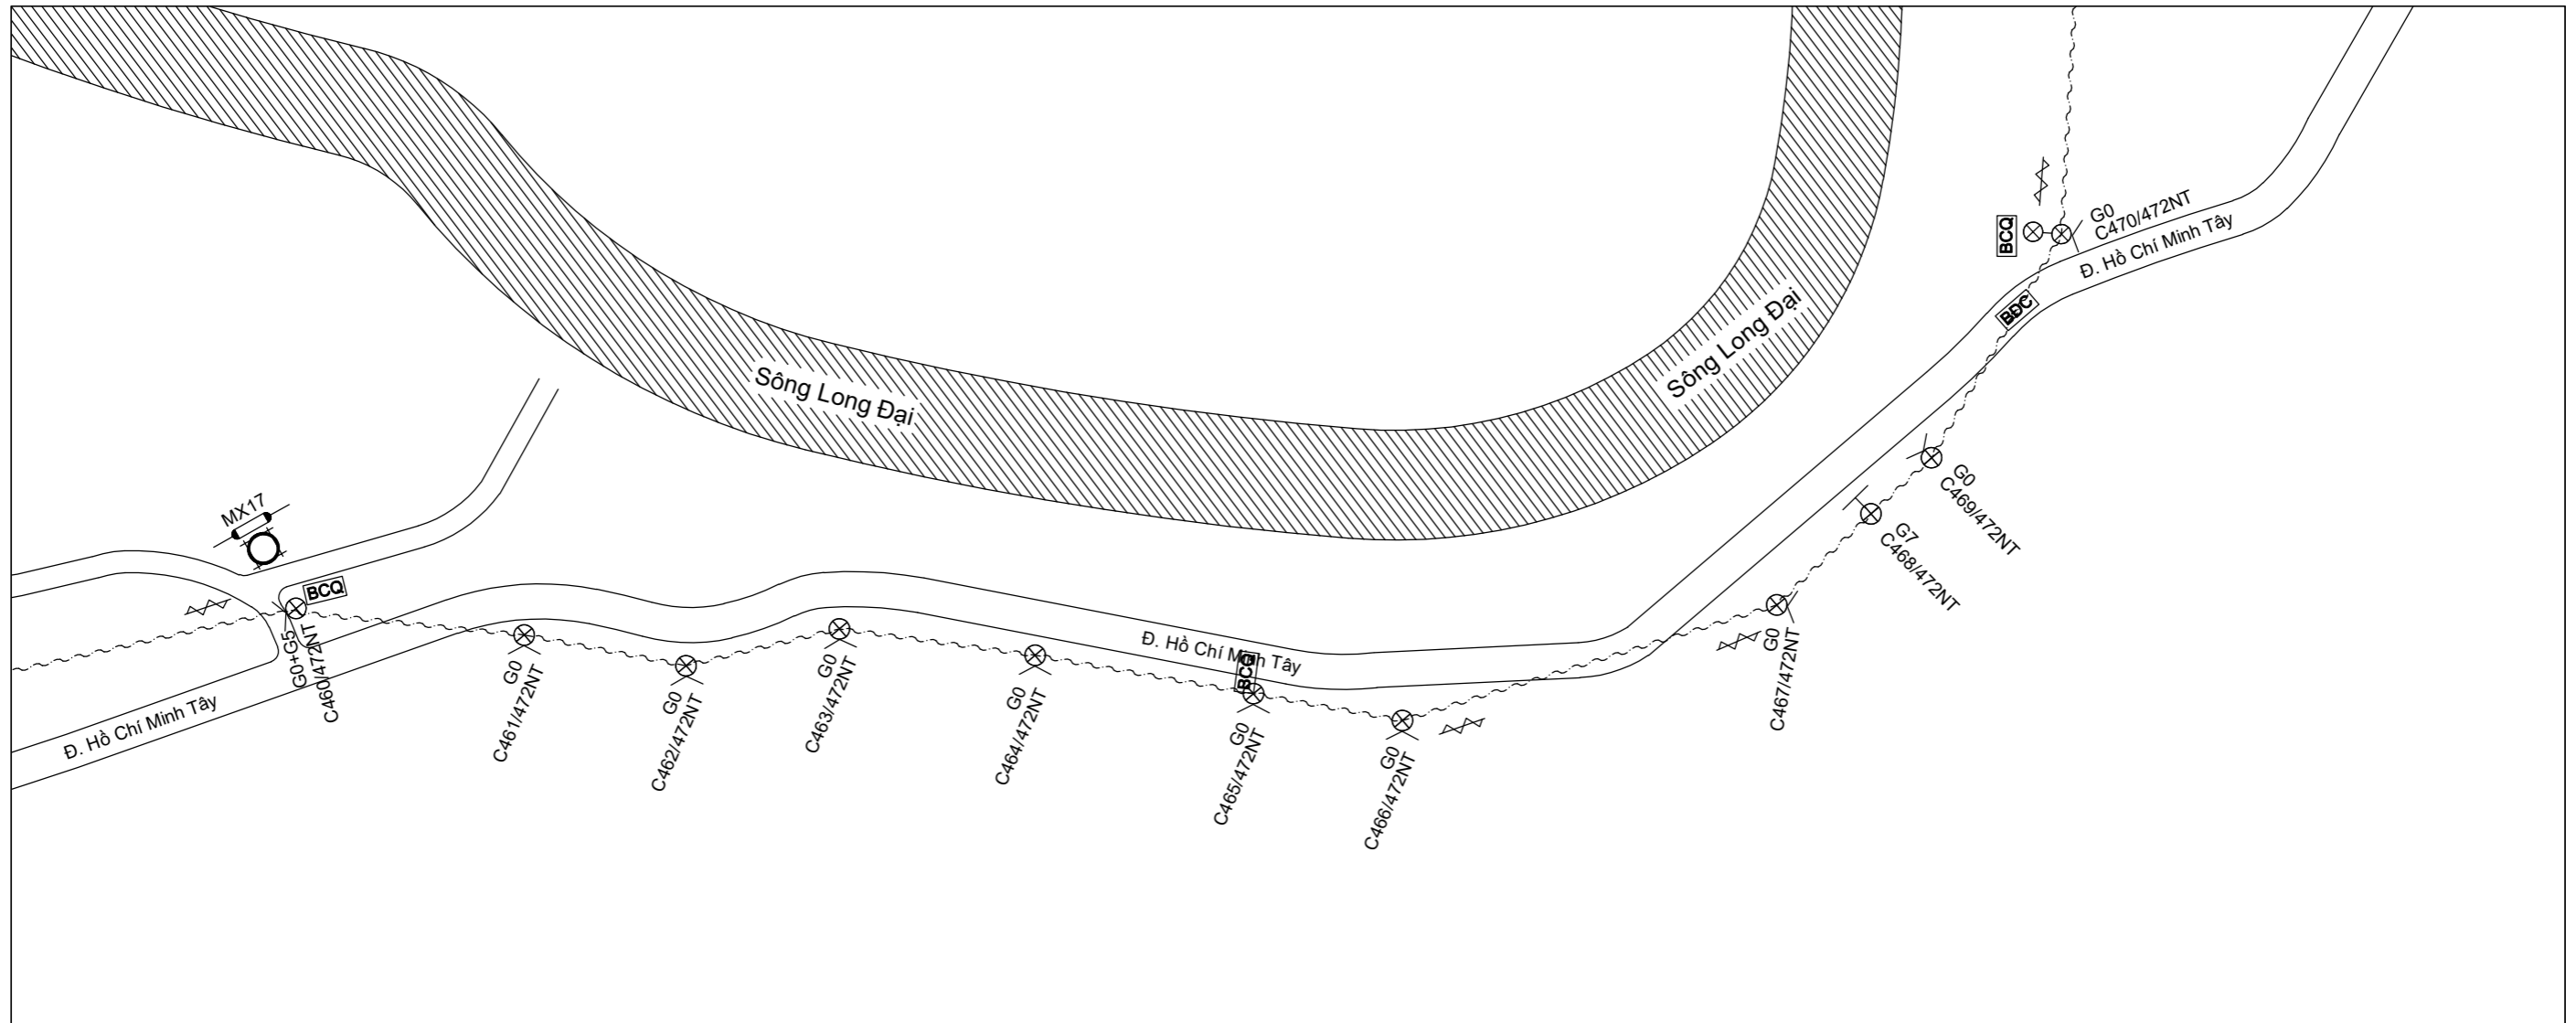 Sông Long Đại
Sông Long Đại
BCQ
G0
C470/472NT
Đ. Hồ Chí Minh Tây
BĐC
G0
C469/472NT
G7
C468/472NT
G0
C467/472NT
MX17
BCQ
G0+G5
C460/472NT
Đ. Hồ Chí Minh Tây
G0
C461/472NT
G0
C462/472NT
G0
C463/472NT
G0
C464/472NT
Đ. Hồ Chí Minh Tây
BCQ
G0
C465/472NT
G0
C466/472NT